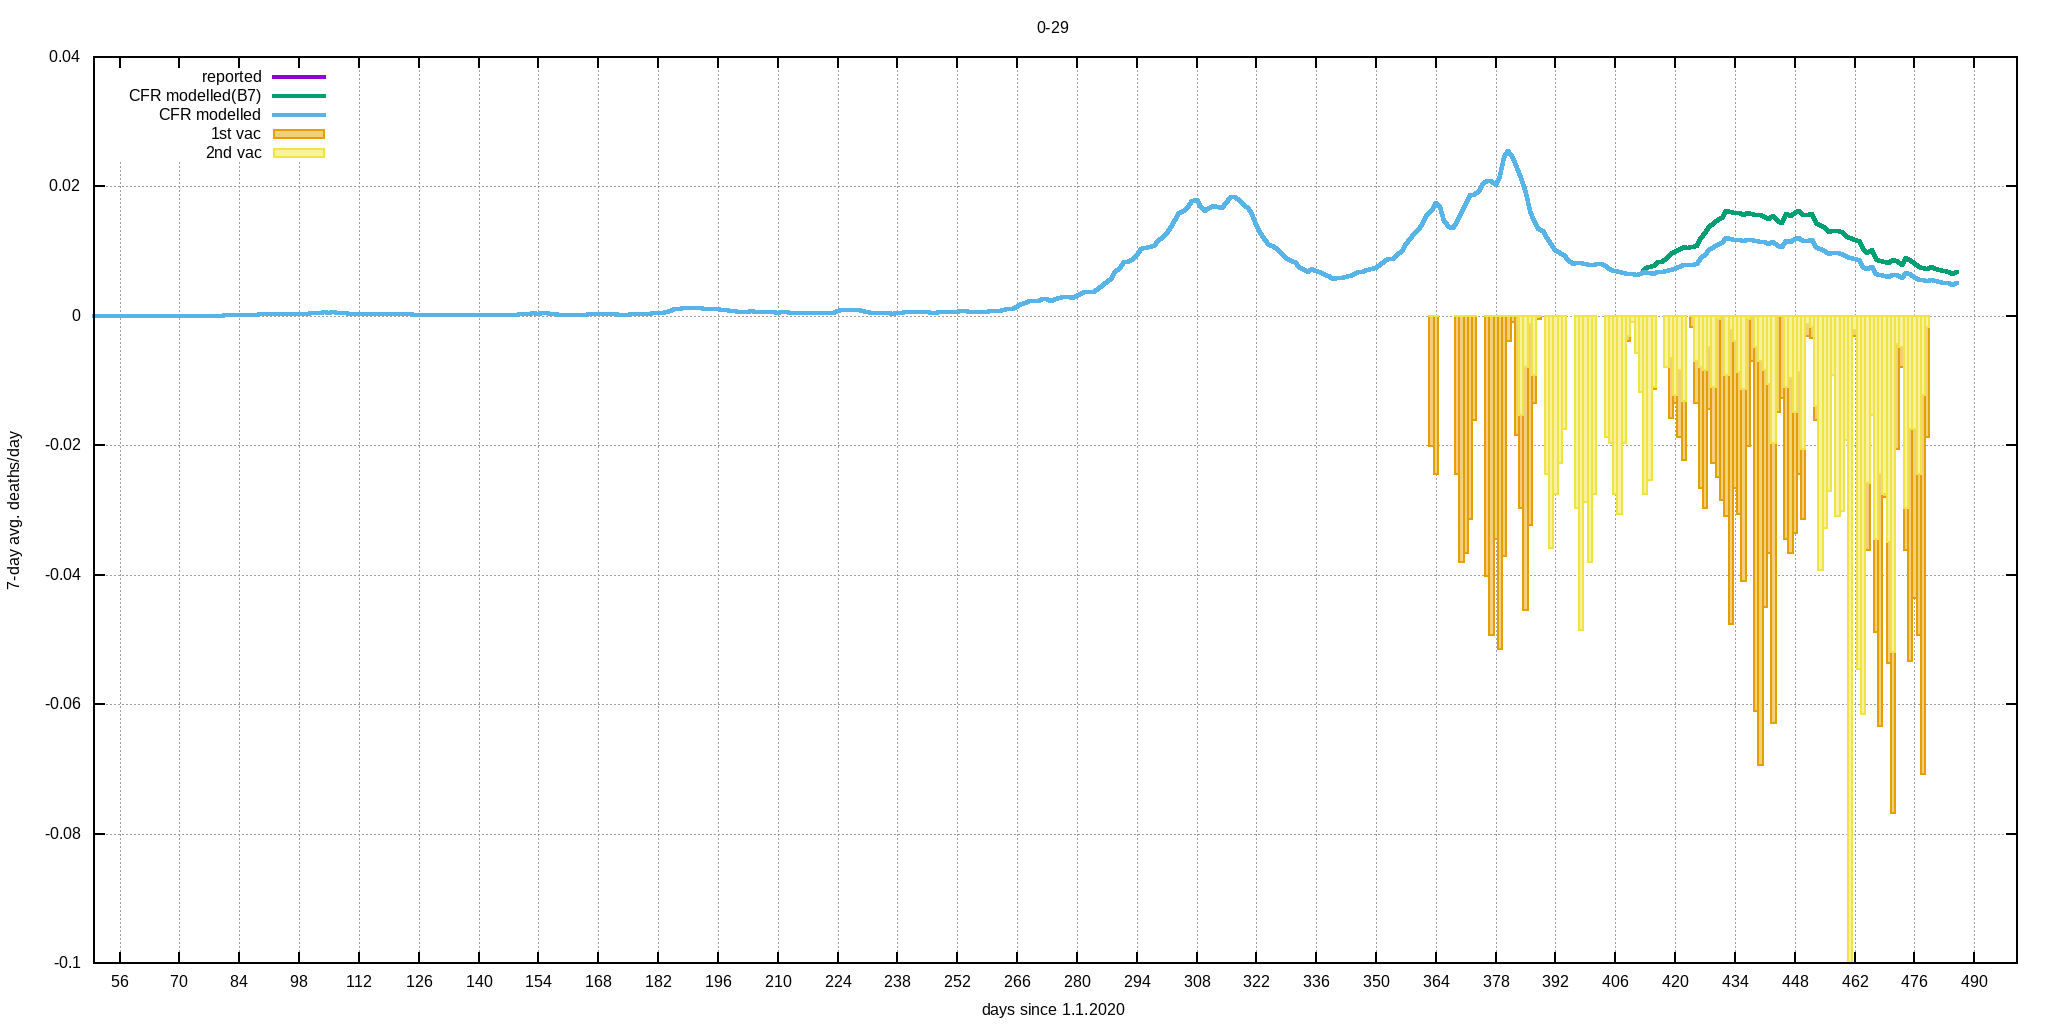 0-29
0.04
0.02
0
-0.02
-0.04
-0.06
-0.08
-0.1
7-day avg. deaths/day
reported
CFR modelled(B7)
CFR modelled
1st vac
2nd vac
56 70 84 98 112 126 140 154 168 182 196 210 224 238 252 266 280 294 308 322 336 350 364 378 392 406 420 434 448 462 476 490
days since 1.1.2020